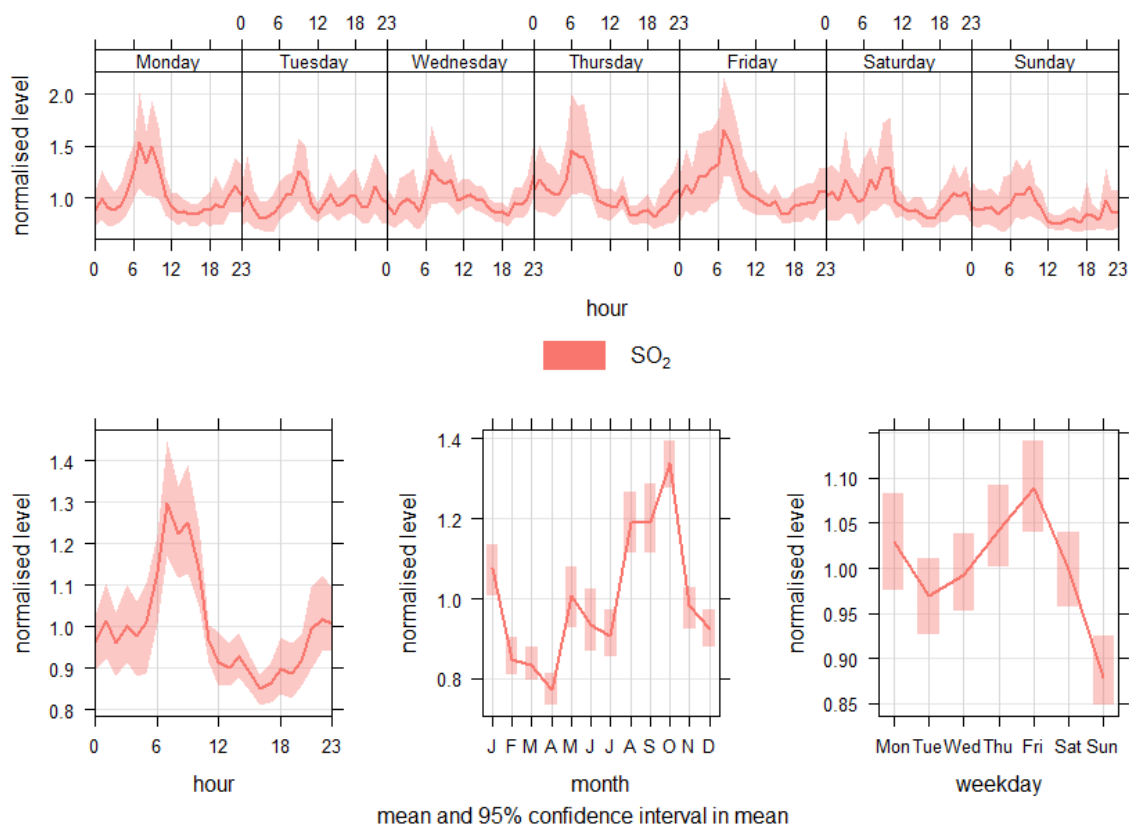 0 6 12 18 23 0 6 12 18 23 0 6 12 18 23
Monday Tuesday Wednesday Thursday Friday Saturday Sunday
normalised level
2.0
1.5
1.0
0 6 12 18 23 0 6 12 18 23 0 6 12 18 23 0 6 12 18 23
hour
SO2
normalised level
1.4
1.3
1.2
1.1
1.0
0.9
0.8
0 6 12 18 23
hour
normalised level
1.4
1.2
1.0
0.8
J F M A M J J A S O N D
month
normalised level
1.10
1.05
1.00
0.95
0.90
0.85
Mon Tue Wed Thu Fri Sat Sun
weekday
mean and 95% confidence interval in mean